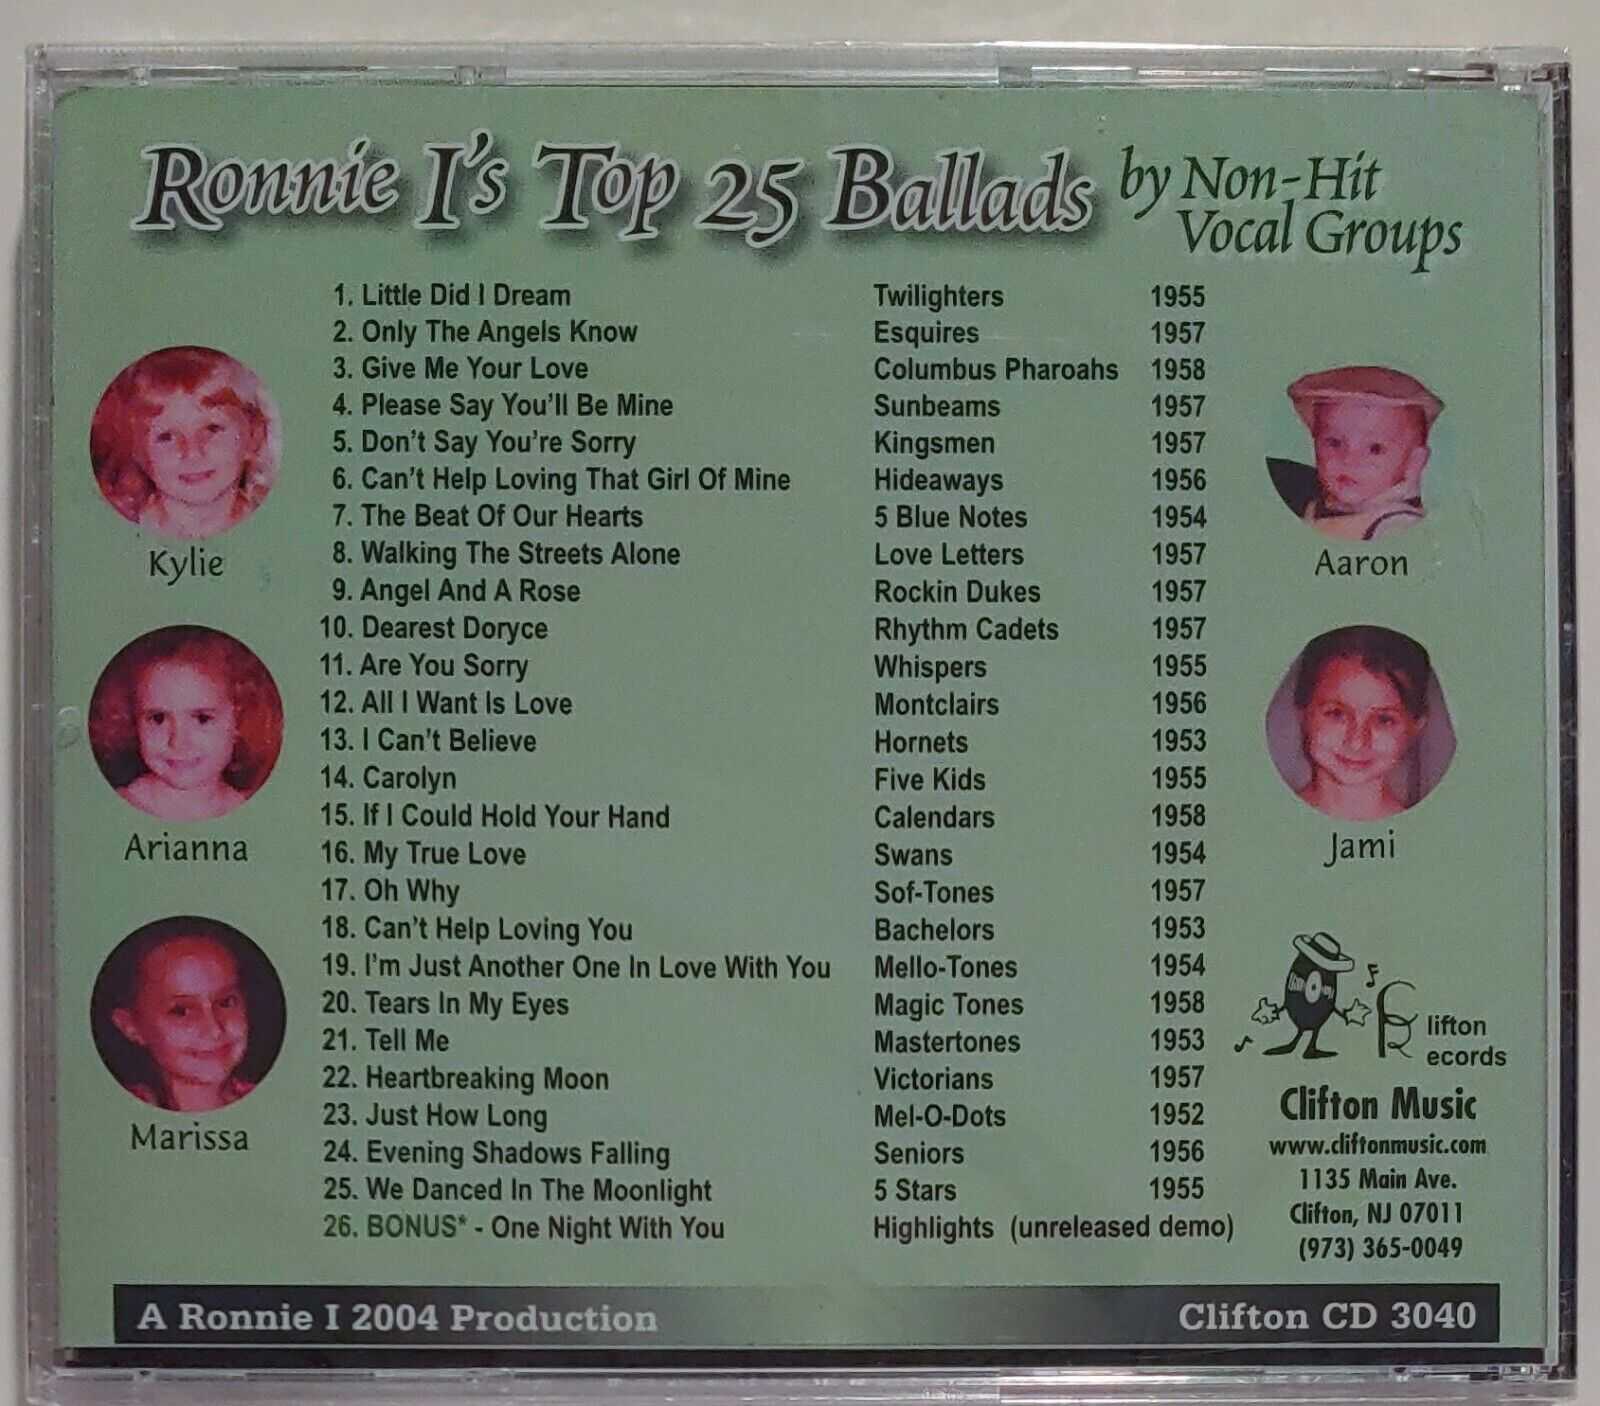 Ronnie I's Top 25 Ballads by Non-Hit
Vocal Groups
1. Little Did I Dream Twilighters 1955
2. Only The Angels Know Esquires 1957
3. Give Me Your Love Columbus Pharoahs 1958
4. Please Say You'll Be Mine Sunbeams 1957
5. Don't Say You're Sorry Kingsmen 1957
6. Can't Help Loving That Girl Of Mine Hideaways 1956
7. The Beat Of Our Hearts 5 Blue Notes 1954
8. Walking The Streets Alone Love Letters 1957
9. Angel And A Rose Rockin Dukes 1957
10. Dearest Doryce Rhythm Cadets 1957
11. Are You Sorry Whispers 1955
12. All I Want Is Love Montclairs 1956
13. I Can't Believe Hornets 1953
14. Carolyn Five Kids 1955
15. If I Could Hold Your Hand Calendars 1958
16. My True Love Swans 1954
17. Oh Why Sof-Tones 1957
18. Can't Help Loving You Bachelors 1953
19. I'm Just Another One In Love With You Mello-Tones 1954
20. Tears In My Eyes Magic Tones 1958
21. Tell Me Mastertones 1953
22. Heartbreaking Moon Victorians 1957
23. Just How Long Mel-O-Dots 1952
24. Evening Shadows Falling Seniors 1956
25. We Danced In The Moonlight 5 Stars 1955
26. BONUS* - One Night With You Highlights (unreleased demo)
Kylie
Arianna
Marissa
Aaron
Jami
Clifton
Records
Clifton Music
www.cliftonmusic.com
1135 Main Ave.
Clifton, NJ 07011
(973) 365-0049
A Ronnie I 2004 Production Clifton CD 3040